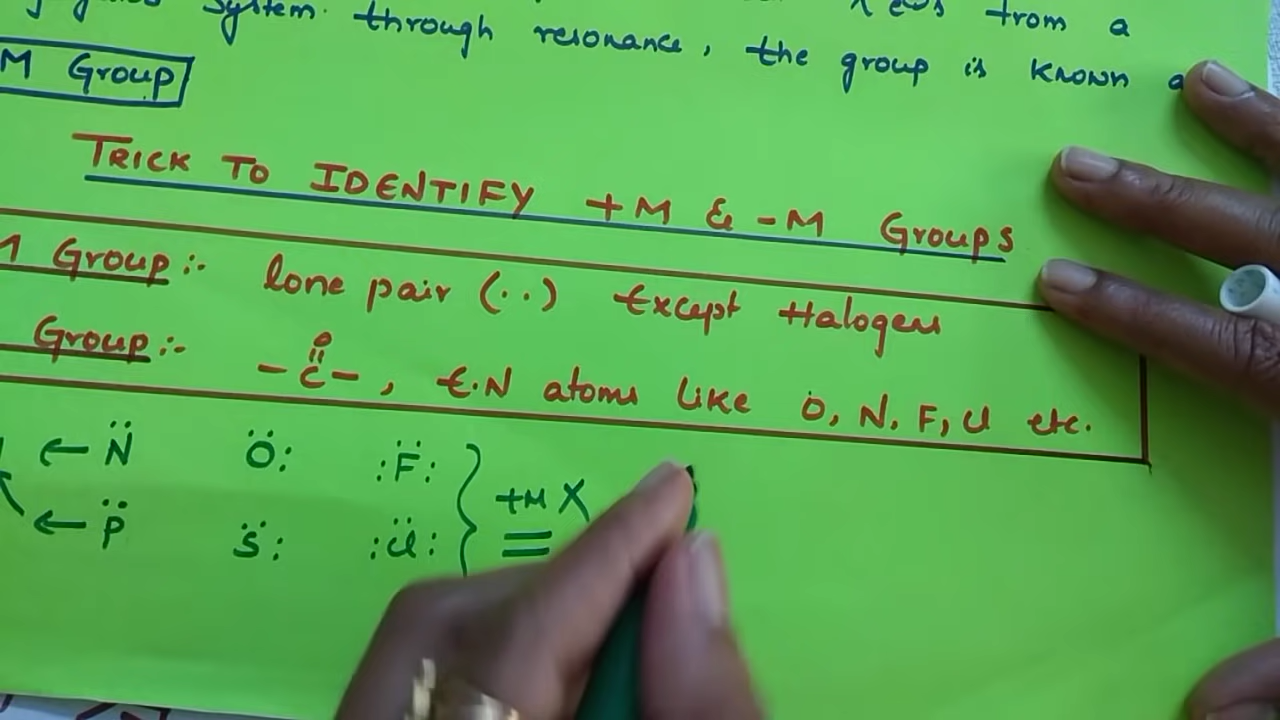 System through resonance, the group is known
M Group
TRICK TO IDENTIFY +M & -M Groups
M Group :- lone pair (..) Except Halogens
Group :- -C-, E.N atoms like O, N, F, Cl etc.
O
||
← N̈ Ö: :F̈:
← P̈ S̈: :C̈l:
+M X